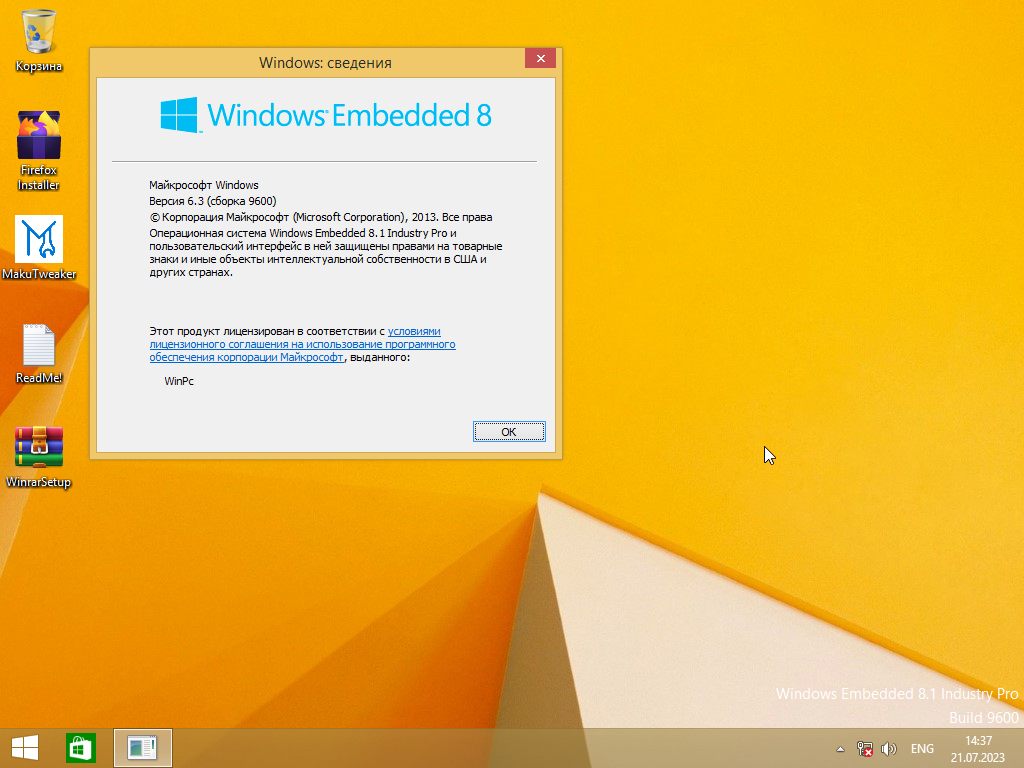 Корзина
Firefox
Installer
MakuTweaker
ReadMe!
WinrarSetup
Windows: сведения
Windows Embedded 8
Майкрософт Windows
Версия 6.3 (сборка 9600)
© Корпорация Майкрософт (Microsoft Corporation), 2013. Все права
Операционная система Windows Embedded 8.1 Industry Pro и
пользовательский интерфейс в ней защищены правами на товарные
знаки и иные объекты интеллектуальной собственности в США и
других странах.
Этот продукт лицензирован в соответствии с условиями
лицензионного соглашения на использование программного
обеспечения корпорации Майкрософт, выданного:
WinPc
OK
Windows Embedded 8.1 Industry Pro
Build 9600
ENG
14:37
21.07.2023